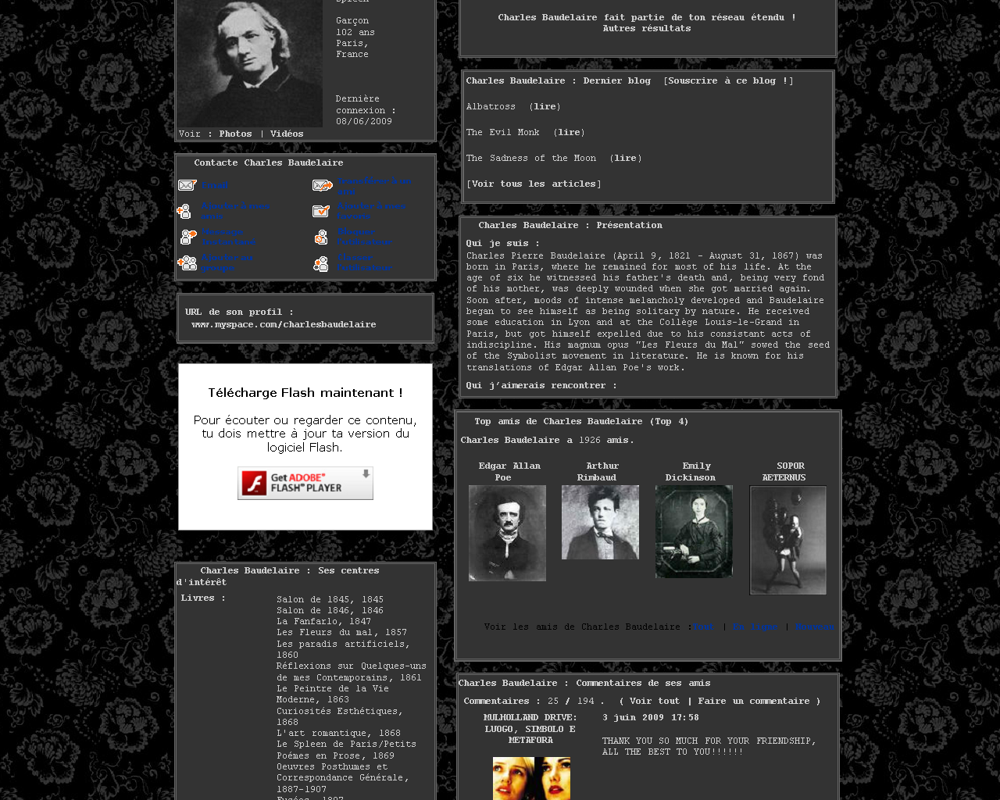 Spleen
Garçon
102 ans
Paris,
France
Dernière
connexion :
08/06/2009
Voir : Photos | Vidéos
Contacte Charles Baudelaire
Email
Transférer à un
ami
Ajouter à mes
amis
Ajouter à mes
favoris
Message
Instantané
Bloquer
l'utilisateur
Ajouter au
groupe
Classer
l'utilisateur
URL de son profil :
www.myspace.com/charlesbaudelaire
Télécharge Flash maintenant !
Pour écouter ou regarder ce contenu,
tu dois mettre à jour ta version du
logiciel Flash.
Get ADOBE®
FLASH® PLAYER
Charles Baudelaire : Ses centres
d'intérêt
Livres :
Salon de 1845, 1845
Salon de 1846, 1846
La Fanfarlo, 1847
Les Fleurs du mal, 1857
Les paradis artificiels,
1860
Réflexions sur Quelques-uns
de mes Contemporains, 1861
Le Peintre de la Vie
Moderne, 1863
Curiosités Esthétiques,
1868
L'art romantique, 1868
Le Spleen de Paris/Petits
Poémes en Prose, 1869
Oeuvres Posthumes et
Correspondance Générale,
1887-1907
Fusées, 1897
Charles Baudelaire fait partie de ton réseau étendu !
Autres résultats
Charles Baudelaire : Dernier blog [Souscrire à ce blog !]
Albatross (lire)
The Evil Monk (lire)
The Sadness of the Moon (lire)
[Voir tous les articles]
Charles Baudelaire : Présentation
Qui je suis :
Charles Pierre Baudelaire (April 9, 1821 - August 31, 1867) was
born in Paris, where he remained for most of his life. At the
age of six he witnessed his father's death and, being very fond
of his mother, was deeply wounded when she got married again.
Soon after, moods of intense melancholy developed and Baudelaire
began to see himself as being solitary by nature. He received
some education in Lyon and at the Collège Louis-le-Grand in
Paris, but got himself expelled due to his consistant acts of
indiscipline. His magnum opus ”Les Fleurs du Mal” sowed the seed
of the Symbolist movement in literature. He is known for his
translations of Edgar Allan Poe's work.
Qui j’aimerais rencontrer :
Top amis de Charles Baudelaire (Top 4)
Charles Baudelaire a 1926 amis.
Edgar Allan
Poe
Arthur
Rimbaud
Emily
Dickinson
SOPOR
AETERNUS
Voir les amis de Charles Baudelaire :Tout | En ligne | Nouveau
Charles Baudelaire : Commentaires de ses amis
Commentaires : 25 / 194 . ( Voir tout | Faire un commentaire )
MULHOLLAND DRIVE:
LUOGO, SIMBOLO E
METAFORA
3 juin 2009 17:58
THANK YOU SO MUCH FOR YOUR FRIENDSHIP,
ALL THE BEST TO YOU!!!!!!